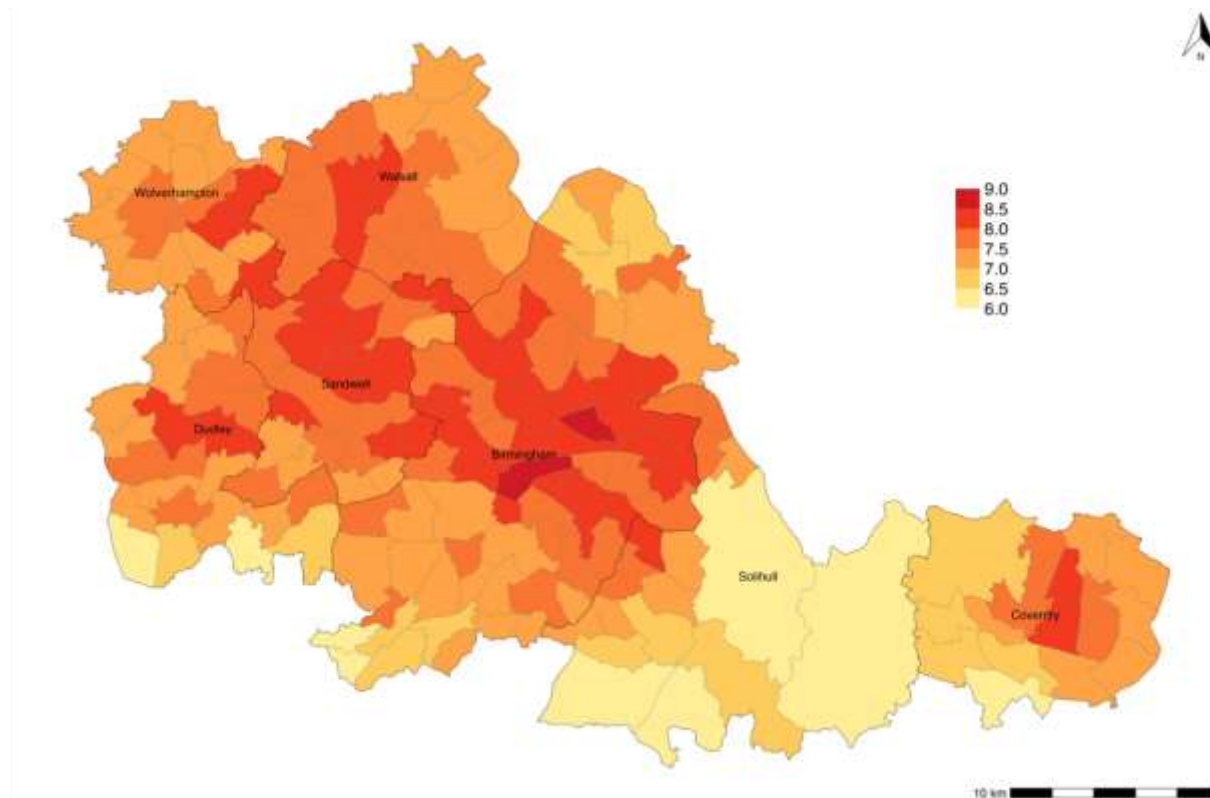 N
Walsall
Wolverhampton
9.0
8.5
8.0
7.5
7.0
6.5
6.0
Sandwell
Dudley
Birmingham
Solihull
Coventry
10 km